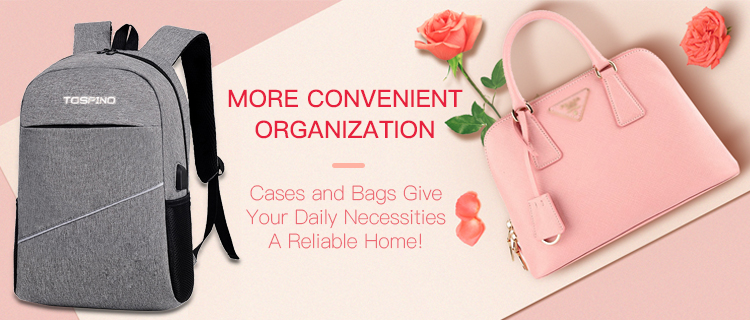 TOSPINO
MORE CONVENIENT
ORGANIZATION
Cases and Bags Give
Your Daily Necessities
A Reliable Home!